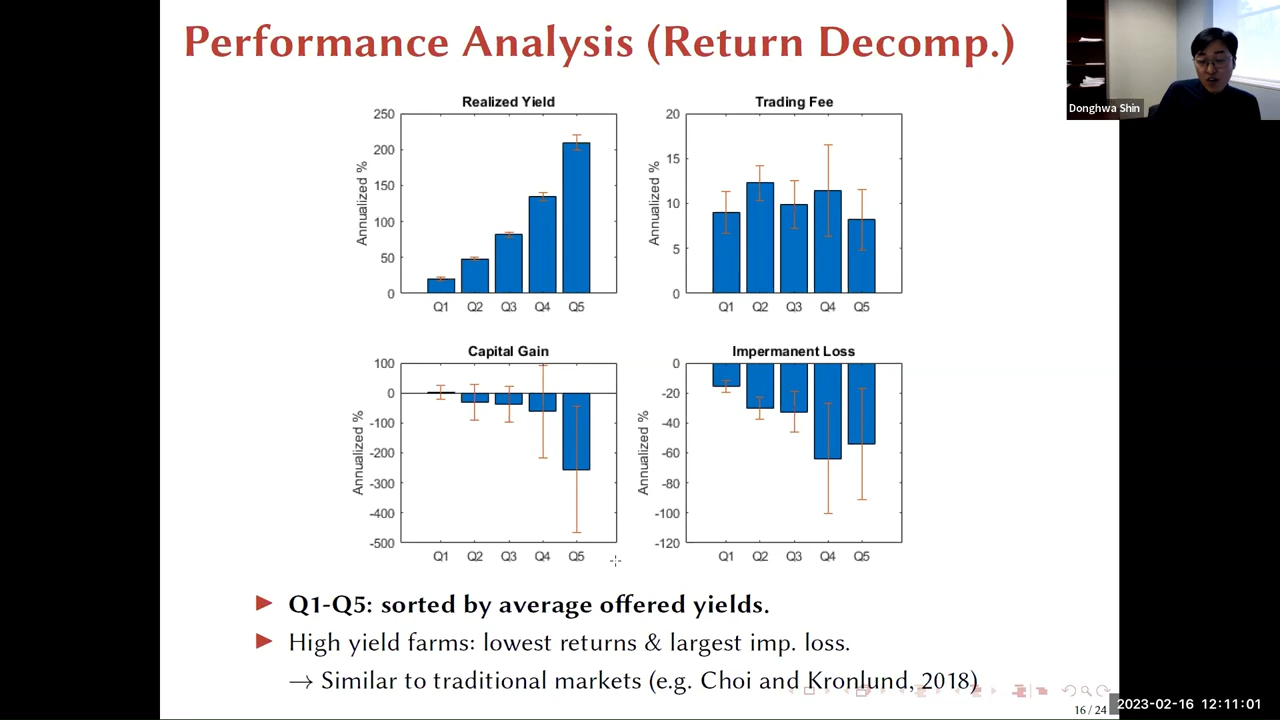 Performance Analysis (Return Decomp.)
Donghwa Shin
Realized Yield
Annualized %
250
200
150
100
50
0
Q1 Q2 Q3 Q4 Q5
Trading Fee
Annualized %
20
15
10
5
0
Q1 Q2 Q3 Q4 Q5
Capital Gain
Annualized %
100
0
-100
-200
-300
-400
-500
Q1 Q2 Q3 Q4 Q5
Impermanent Loss
Annualized %
0
-20
-40
-60
-80
-100
-120
Q1 Q2 Q3 Q4 Q5
Q1-Q5: sorted by average offered yields.
High yield farms: lowest returns & largest imp. loss.
→ Similar to traditional markets (e.g. Choi and Kronlund, 2018)
16 / 24
2023-02-16 12:11:01